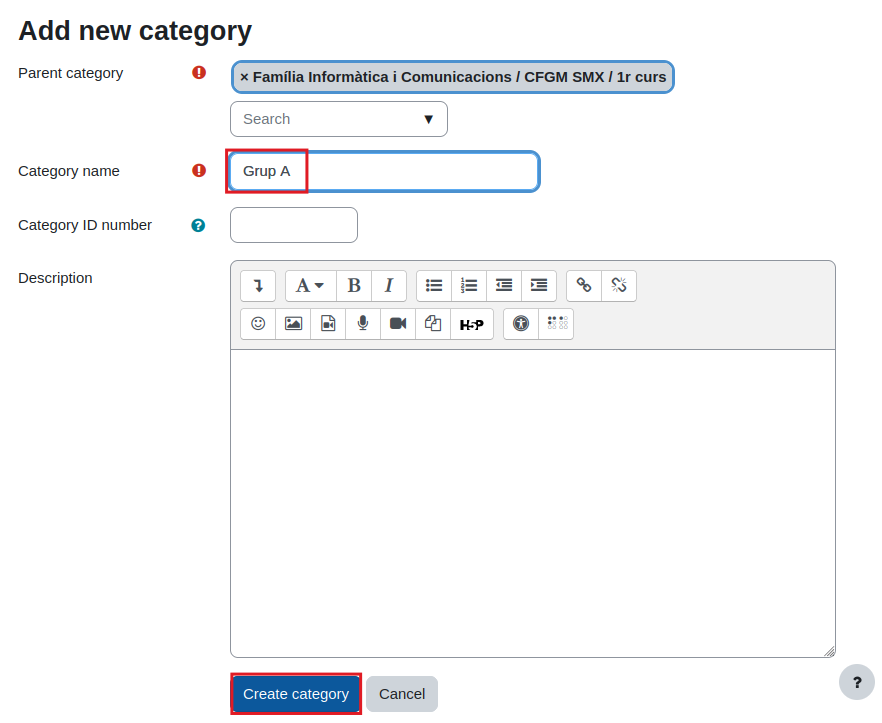 Add new category
Parent category
× Família Informàtica i Comunicacions / CFGM SMX / 1r curs
Search ▼
Category name
Grup A
Category ID number
Description
A B I
H-P
Create category Cancel
?